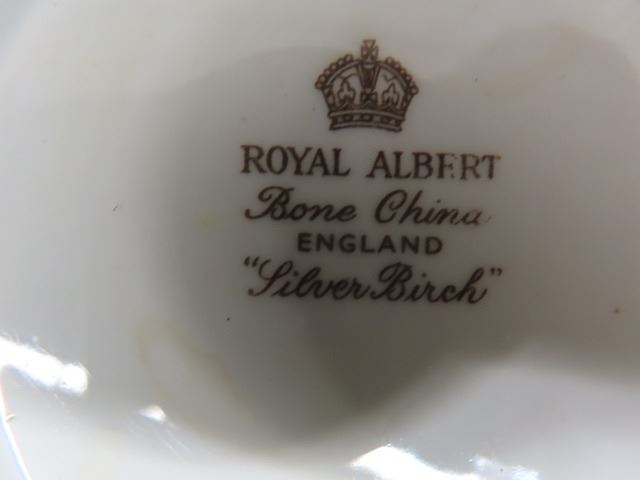 ROYAL ALBERT
Bone China
ENGLAND
"Silver Birch"